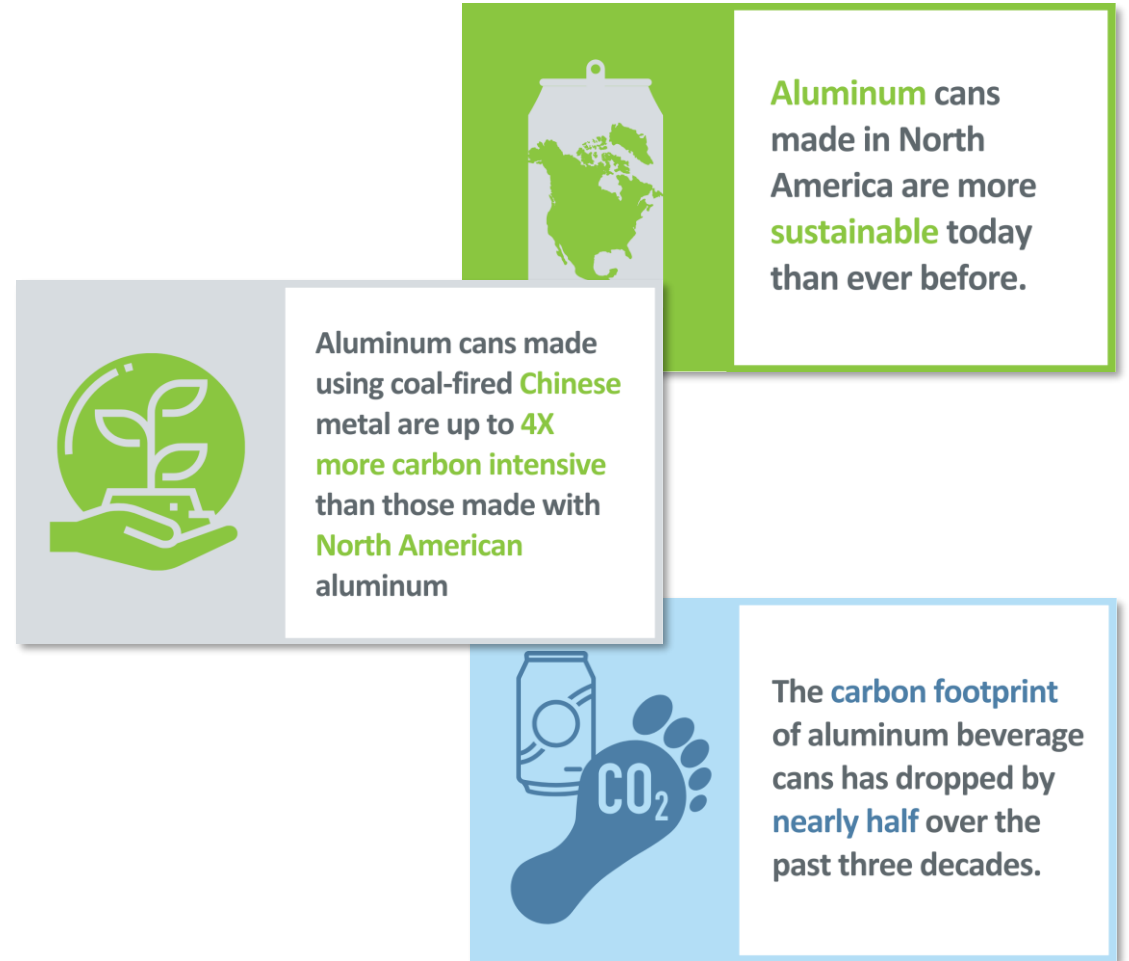 Aluminum cans
made in North
America are more
sustainable today
than ever before.
Aluminum cans made
using coal-fired Chinese
metal are up to 4X
more carbon intensive
than those made with
North American
aluminum
CO₂
The carbon footprint
of aluminum beverage
cans has dropped by
nearly half over the
past three decades.